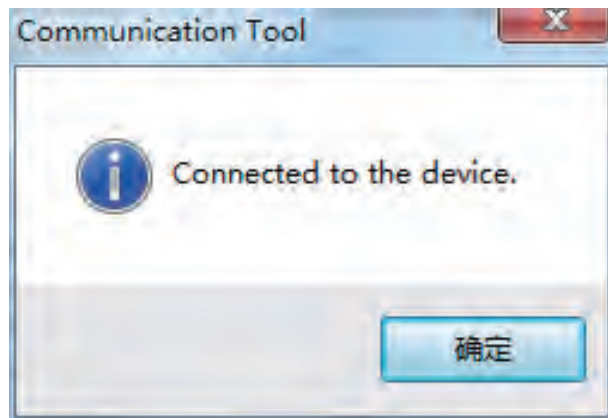 Communication Tool
Connected to the device.
确定